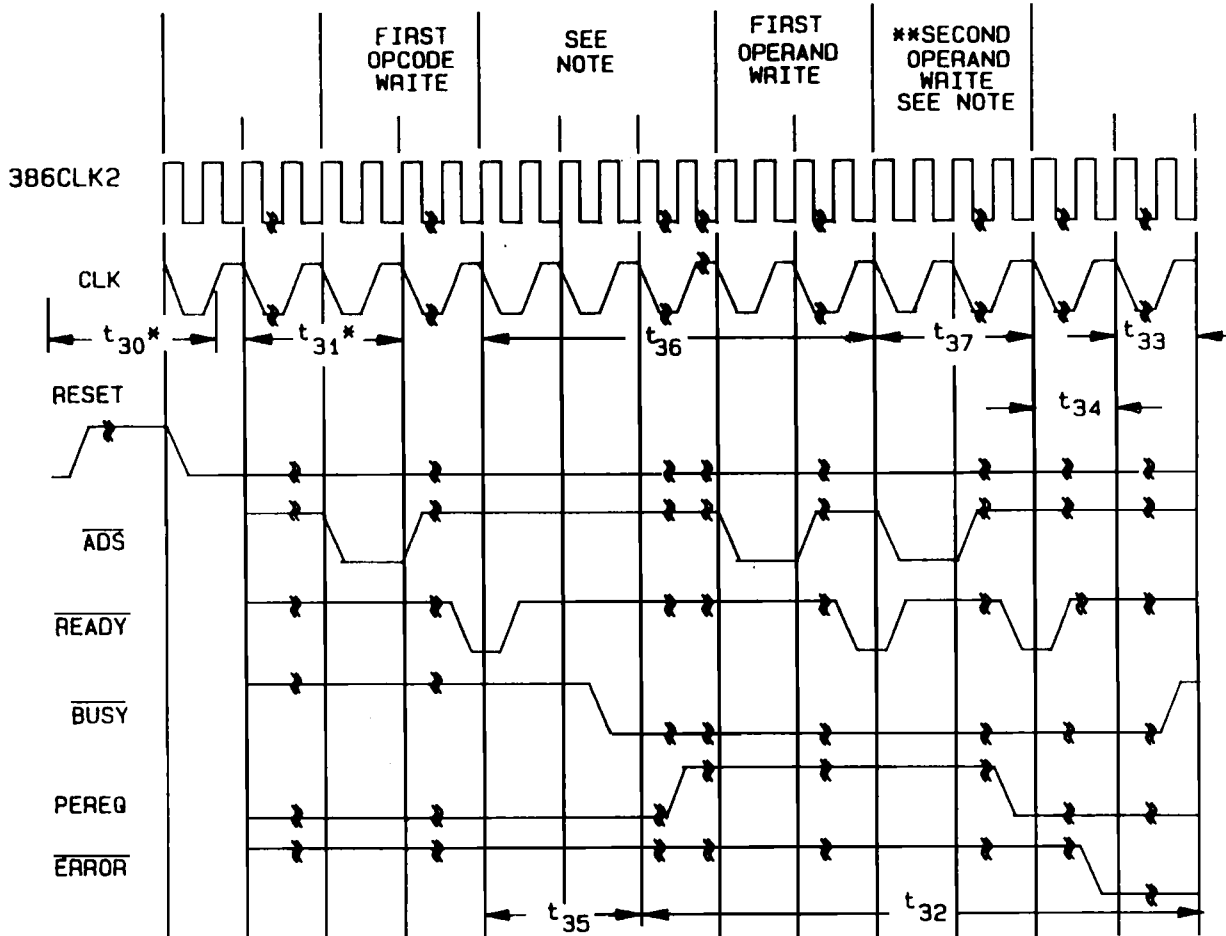 FIRST
OPCODE
WRITE
SEE
NOTE
FIRST
OPERAND
WRITE
**SECOND
OPERAND
WRITE
SEE NOTE
386CLK2
CLK
t30*
t31*
t36
t37
t33
RESET
t34
ADS
READY
BUSY
PEREQ
ERROR
t35
t32